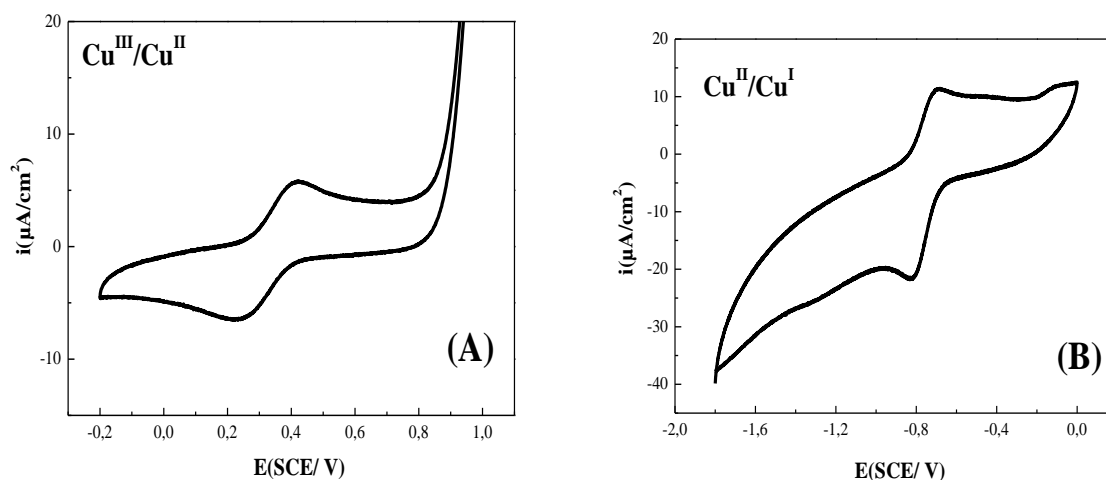 Cu^III/Cu^II
20
10
0
-10
i(µA/cm²)
-0,2 0,0 0,2 0,4 0,6 0,8 1,0
E(SCE/ V)
(A)
Cu^II/Cu^I
20
10
0
-10
-20
-30
-40
i(µA/cm²)
-2,0 -1,6 -1,2 -0,8 -0,4 0,0
E(SCE/ V)
(B)